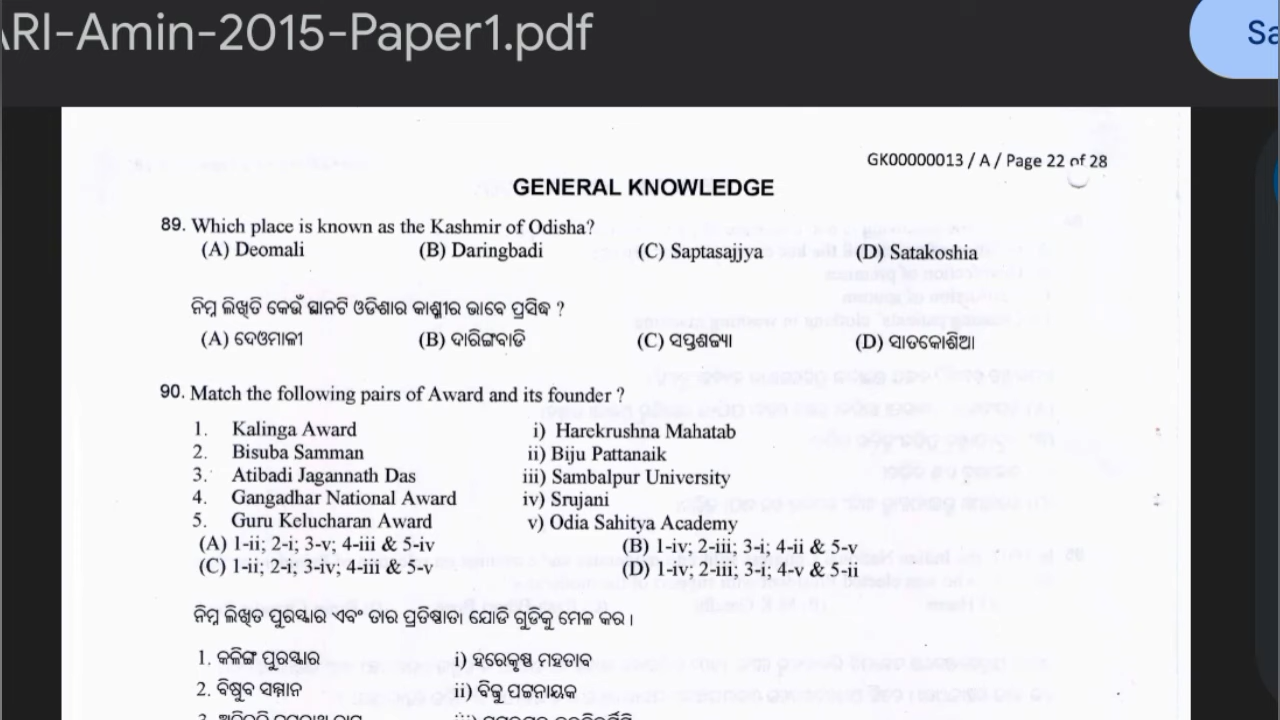 ARI-Amin-2015-Paper1.pdf
GK00000013 / A / Page 22 of 28
GENERAL KNOWLEDGE
89. Which place is known as the Kashmir of Odisha?
(A) Deomali (B) Daringbadi (C) Saptasajjya (D) Satakoshia
ନିମ୍ନ ଲିଖିତି କେଉଁ ସ୍ଥାନଟି ଓଡିଶାର କାଶ୍ମୀର ଭାବେ ପ୍ରସିଦ୍ଧ ?
(A) ଦେଓମାଳୀ (B) ଦାରିଙ୍ଗବାଡି (C) ସପ୍ତଶଯ୍ୟା (D) ସାତକୋଶିଆ
90. Match the following pairs of Award and its founder ?
1. Kalinga Award i) Harekrushna Mahatab
2. Bisuba Samman ii) Biju Pattanaik
3. Atibadi Jagannath Das iii) Sambalpur University
4. Gangadhar National Award iv) Srujani
5. Guru Kelucharan Award v) Odia Sahitya Academy
(A) 1-ii; 2-i; 3-v; 4-iii & 5-iv (B) 1-iv; 2-iii; 3-i; 4-ii & 5-v
(C) 1-ii; 2-i; 3-iv; 4-iii & 5-v (D) 1-iv; 2-iii; 3-i; 4-v & 5-ii
ନିମ୍ନ ଲିଖିତ ପୁରସ୍କାର ଏବଂ ତାର ପ୍ରତିଷ୍ଠାତା ଯୋଡି ଗୁଡିକୁ ମେଳ କର ।
1. କଳିଙ୍ଗ ପୁରସ୍କାର i) ହରେକୃଷ୍ଣ ମହତାବ
2. ବିଷୁବ ସମ୍ମାନ ii) ବିଜୁ ପଟ୍ଟନାୟକ